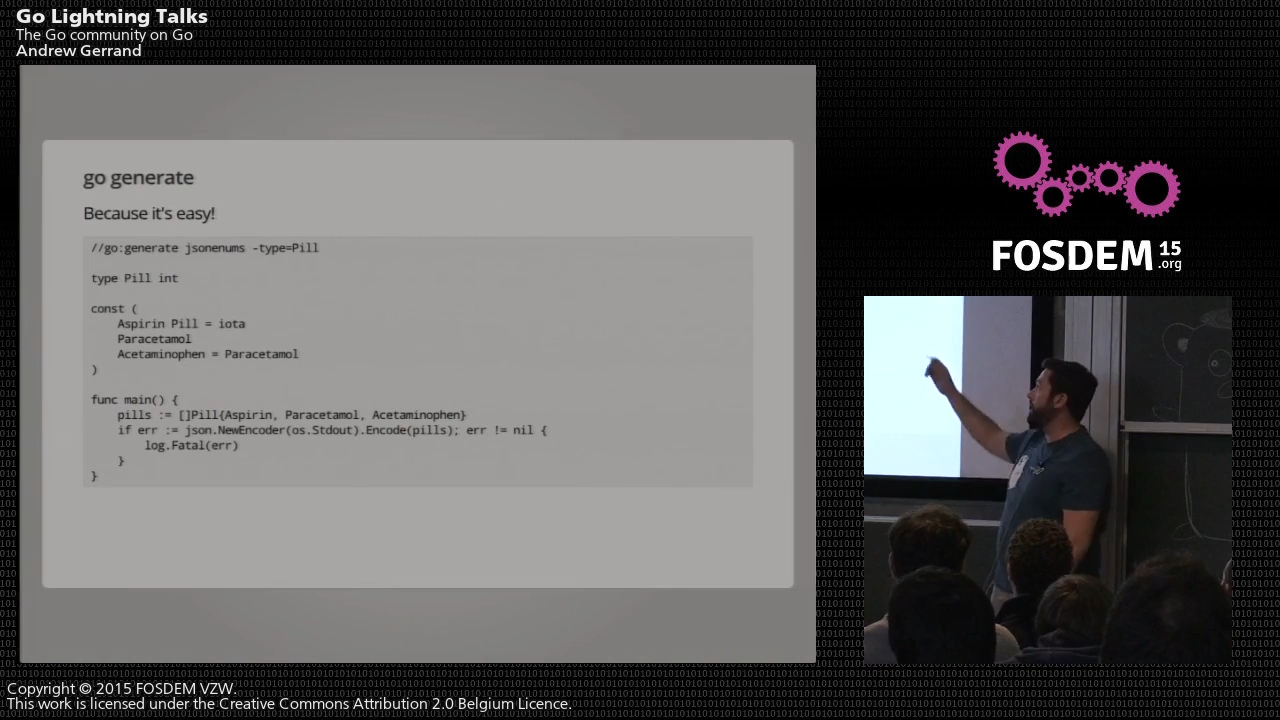 Go Lightning Talks
The Go community on Go
Andrew Gerrand
go generate
Because it's easy!
//go:generate jsonenums -type=Pill
type Pill int
const (
    Aspirin Pill = iota
    Paracetamol
    Acetaminophen = Paracetamol
)
func main() {
    pills := []Pill{Aspirin, Paracetamol, Acetaminophen}
    if err := json.NewEncoder(os.Stdout).Encode(pills); err != nil {
        log.Fatal(err)
    }
}
FOSDEM 15
.org
Copyright © 2015 FOSDEM VZW.
This work is licensed under the Creative Commons Attribution 2.0 Belgium Licence.